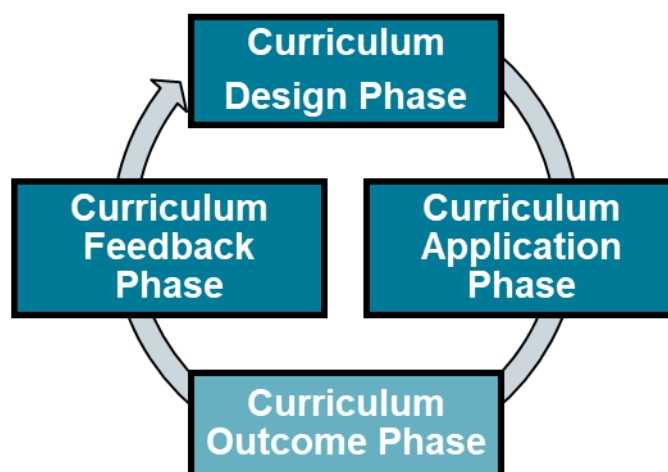 Curriculum
Design Phase
Curriculum
Feedback
Phase
Curriculum
Application
Phase
Curriculum
Outcome Phase